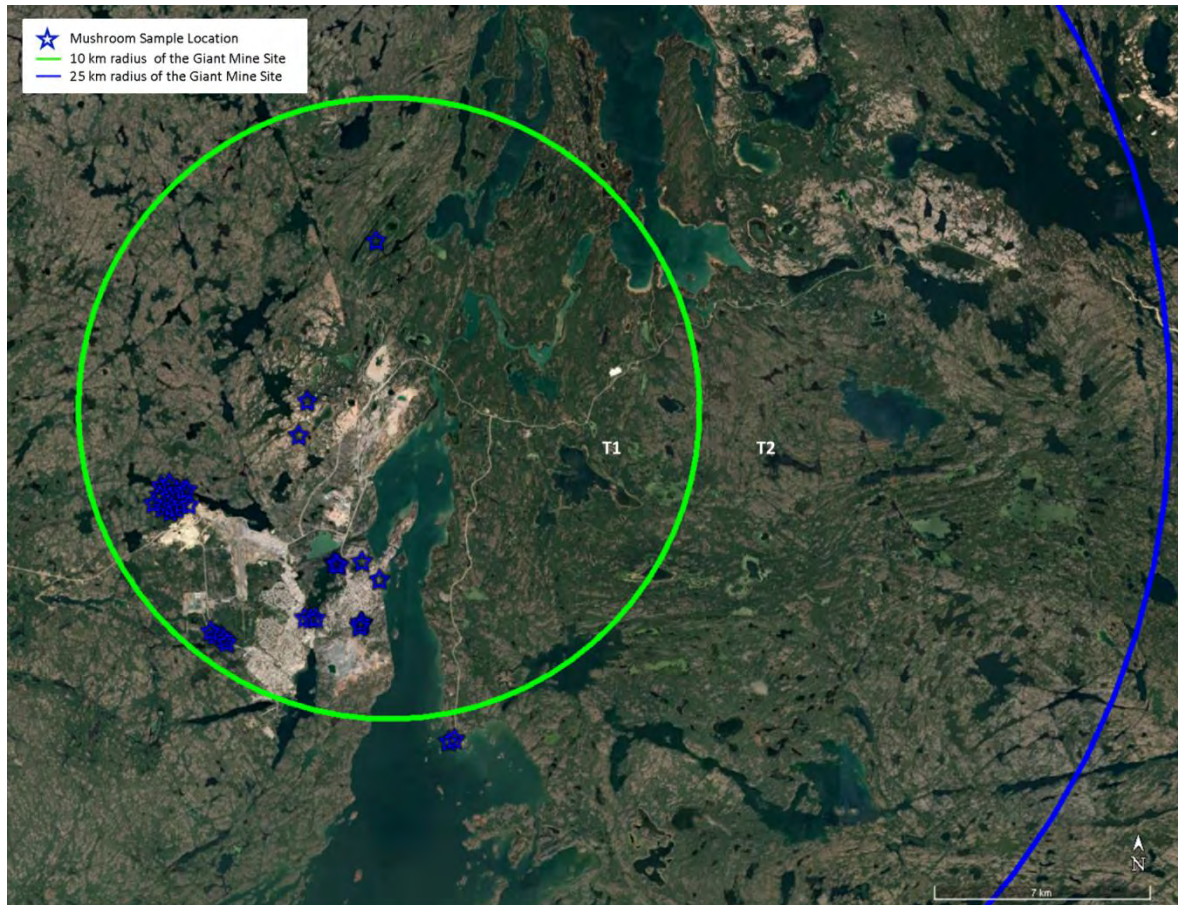 Mushroom Sample Location
10 km radius of the Giant Mine Site
25 km radius of the Giant Mine Site
T1
T2
N
7 km